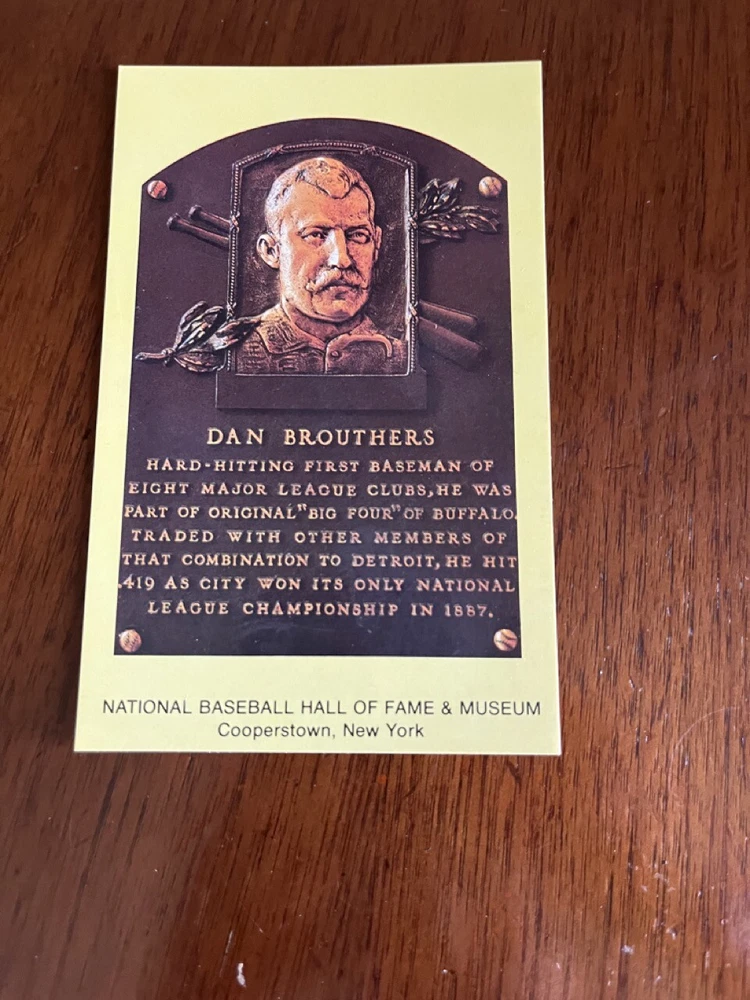 DAN BROUTHERS
HARD-HITTING FIRST BASEMAN OF
EIGHT MAJOR LEAGUE CLUBS, HE WAS
PART OF ORIGINAL "BIG FOUR" OF BUFFALO.
TRADED WITH OTHER MEMBERS OF
THAT COMBINATION TO DETROIT, HE HIT
.419 AS CITY WON ITS ONLY NATIONAL
LEAGUE CHAMPIONSHIP IN 1887.
NATIONAL BASEBALL HALL OF FAME & MUSEUM
Cooperstown, New York